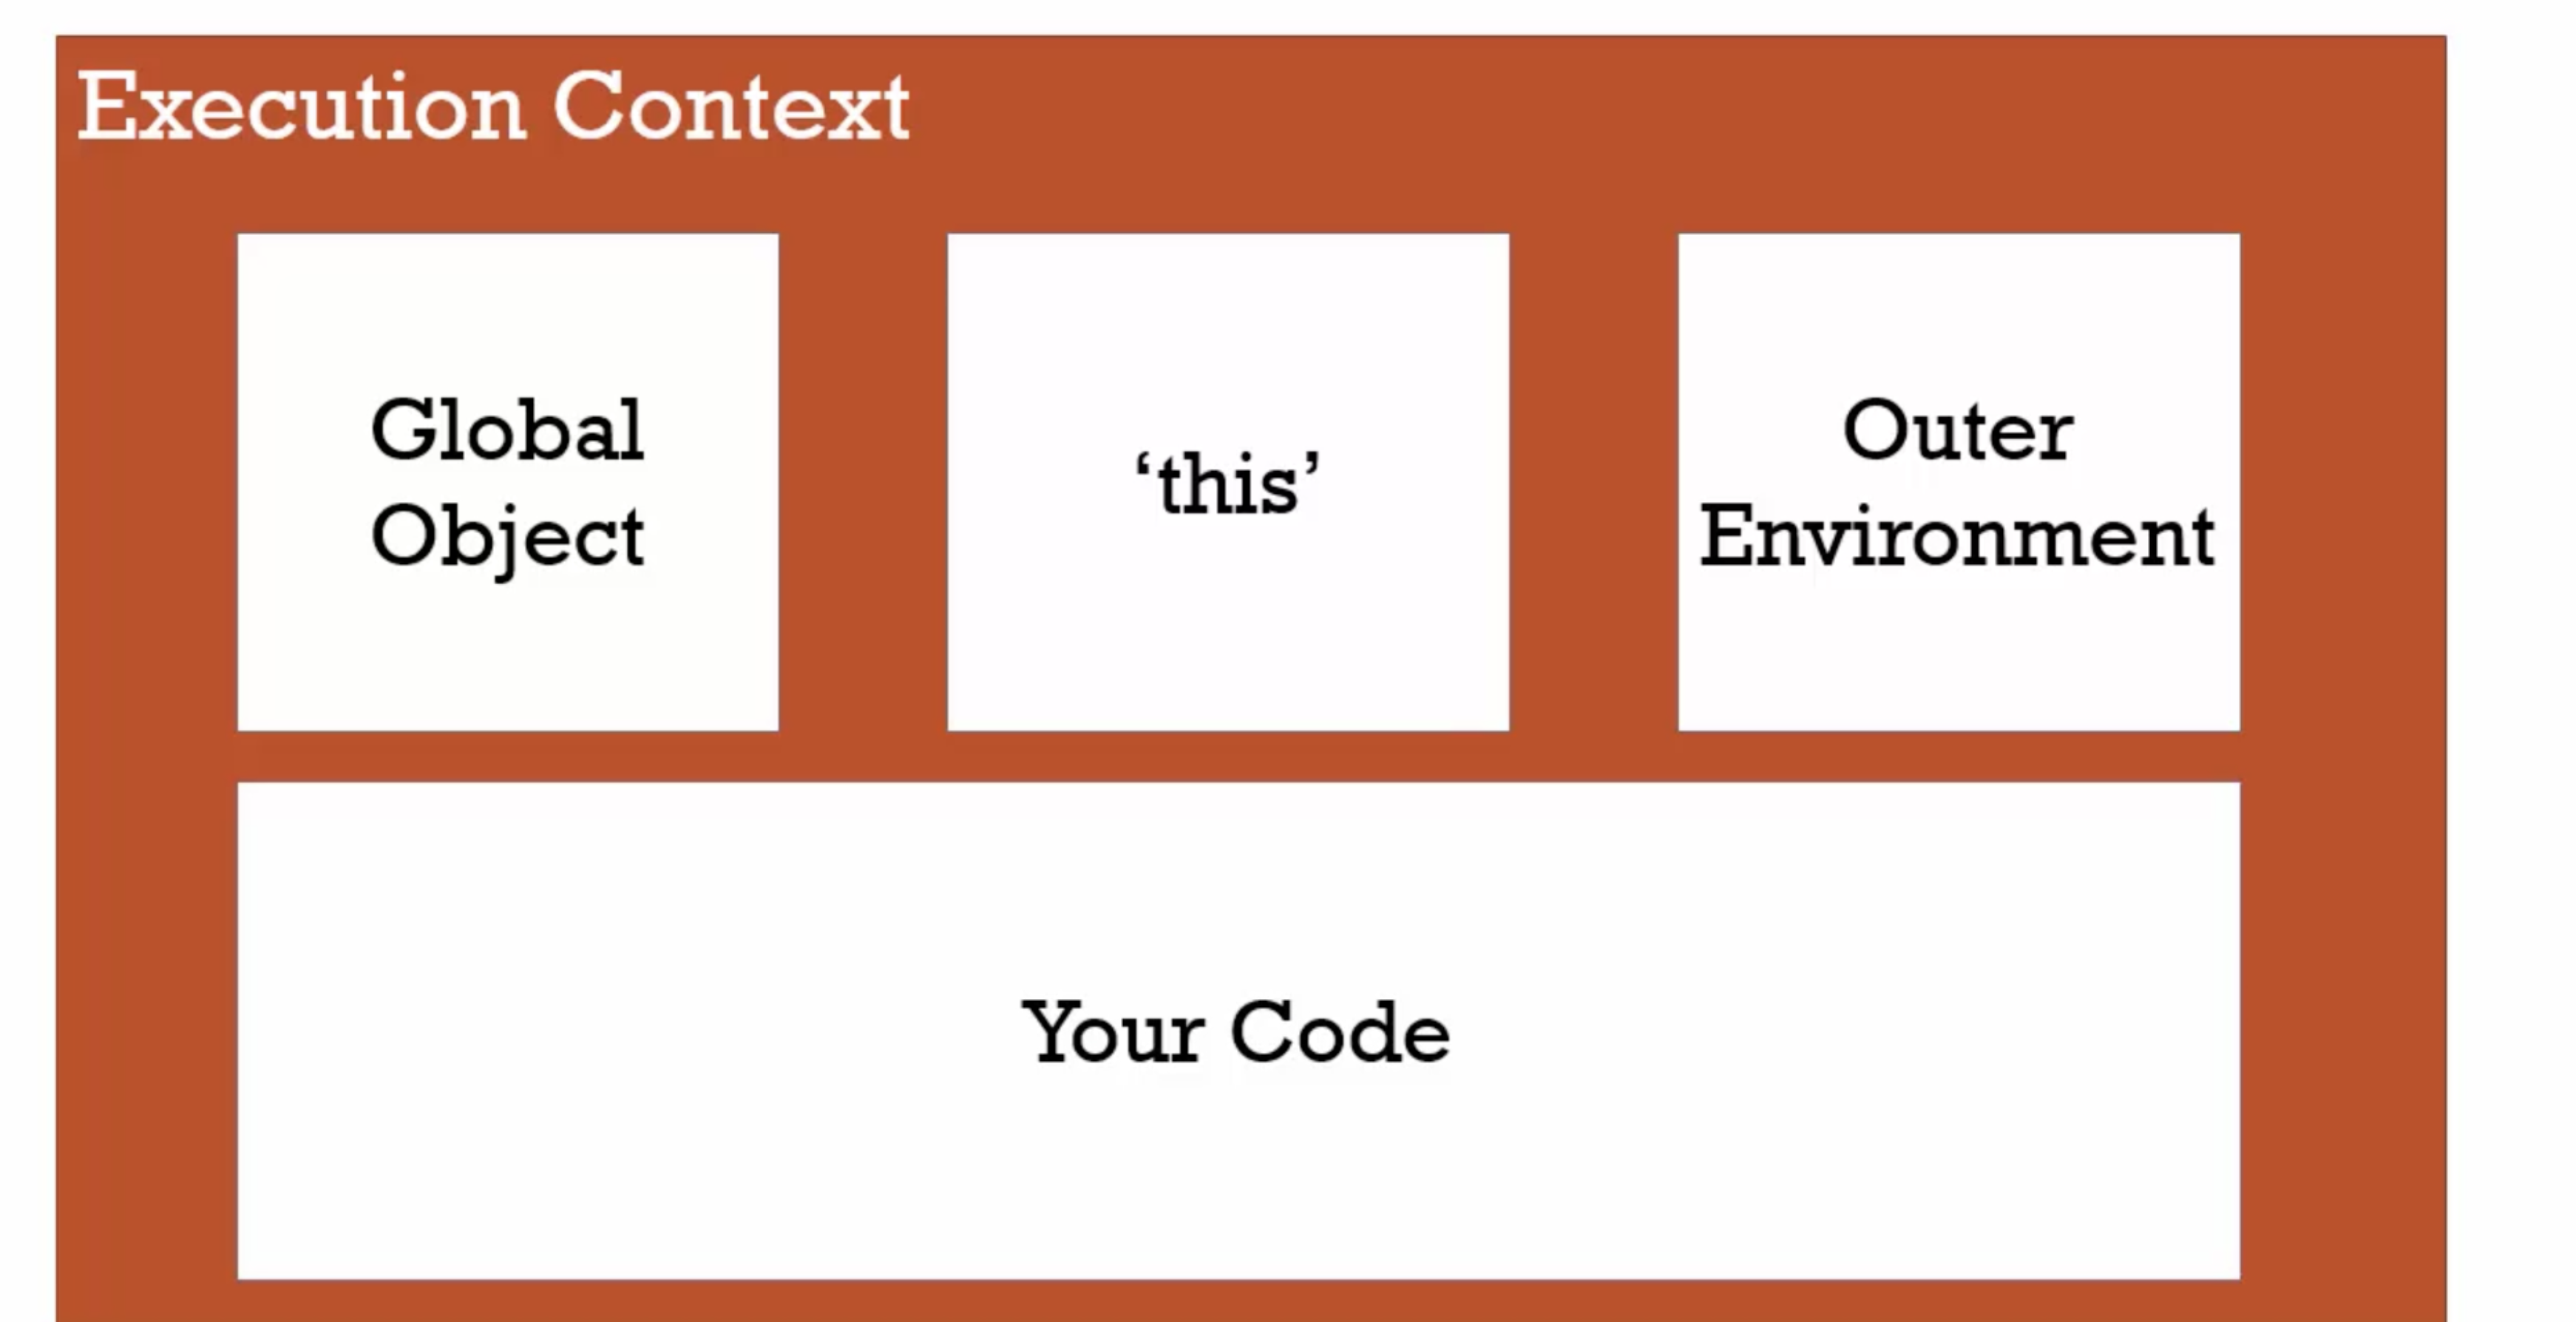 Execution Context
Global
Object
‘this’
Outer
Environment
Your Code